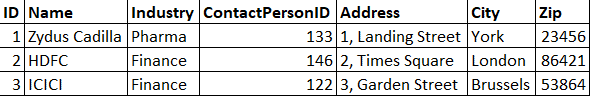 ID Name Industry ContactPersonID Address City Zip
1 Zydus Cadilla Pharma 133 1, Landing Street York 23456
2 HDFC Finance 146 2, Times Square London 86421
3 ICICI Finance 122 3, Garden Street Brussels 53864